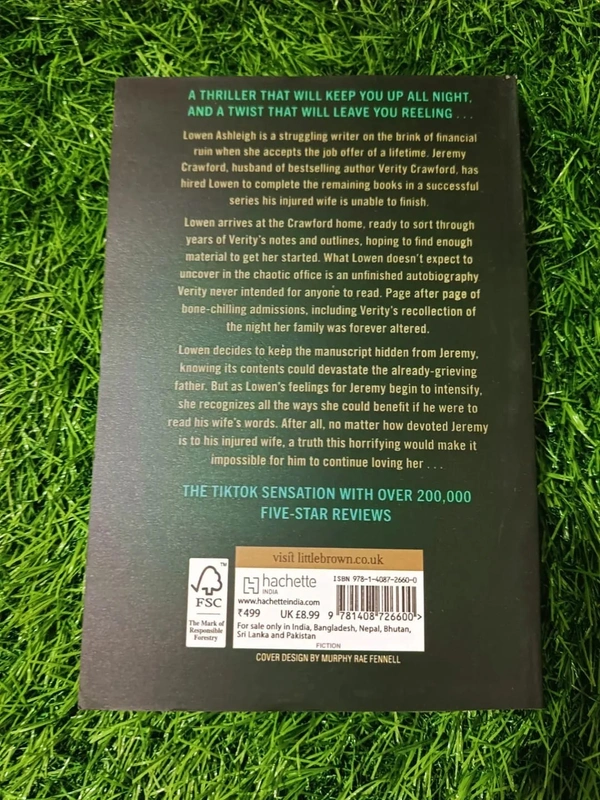 A THRILLER THAT WILL KEEP YOU UP ALL NIGHT,
AND A TWIST THAT WILL LEAVE YOU REELING . . .
Lowen Ashleigh is a struggling writer on the brink of financial
ruin when she accepts the job offer of a lifetime. Jeremy
Crawford, husband of bestselling author Verity Crawford, has
hired Lowen to complete the remaining books in a successful
series his injured wife is unable to finish.
Lowen arrives at the Crawford home, ready to sort through
years of Verity's notes and outlines, hoping to find enough
material to get her started. What Lowen doesn't expect to
uncover in the chaotic office is an unfinished autobiography
Verity never intended for anyone to read. Page after page of
bone-chilling admissions, including Verity's recollection of
the night her family was forever altered.
Lowen decides to keep the manuscript hidden from Jeremy,
knowing its contents could devastate the already-grieving
father. But as Lowen's feelings for Jeremy begin to intensify,
she recognizes all the ways she could benefit if he were to
read his wife's words. After all, no matter how devoted Jeremy
is to his injured wife, a truth this horrifying would make it
impossible for him to continue loving her . . .
THE TIKTOK SENSATION WITH OVER 200,000
FIVE-STAR REVIEWS
visit littlebrown.co.uk
TM
FSC
The Mark of
Responsible
Forestry
hachette
INDIA
www.hachetteindia.com
₹499 UK £8.99
For sale only in India, Bangladesh, Nepal, Bhutan,
Sri Lanka and Pakistan
ISBN 978-1-4087-2660-0
9 781408 726600>
FICTION
COVER DESIGN BY MURPHY RAE FENNELL